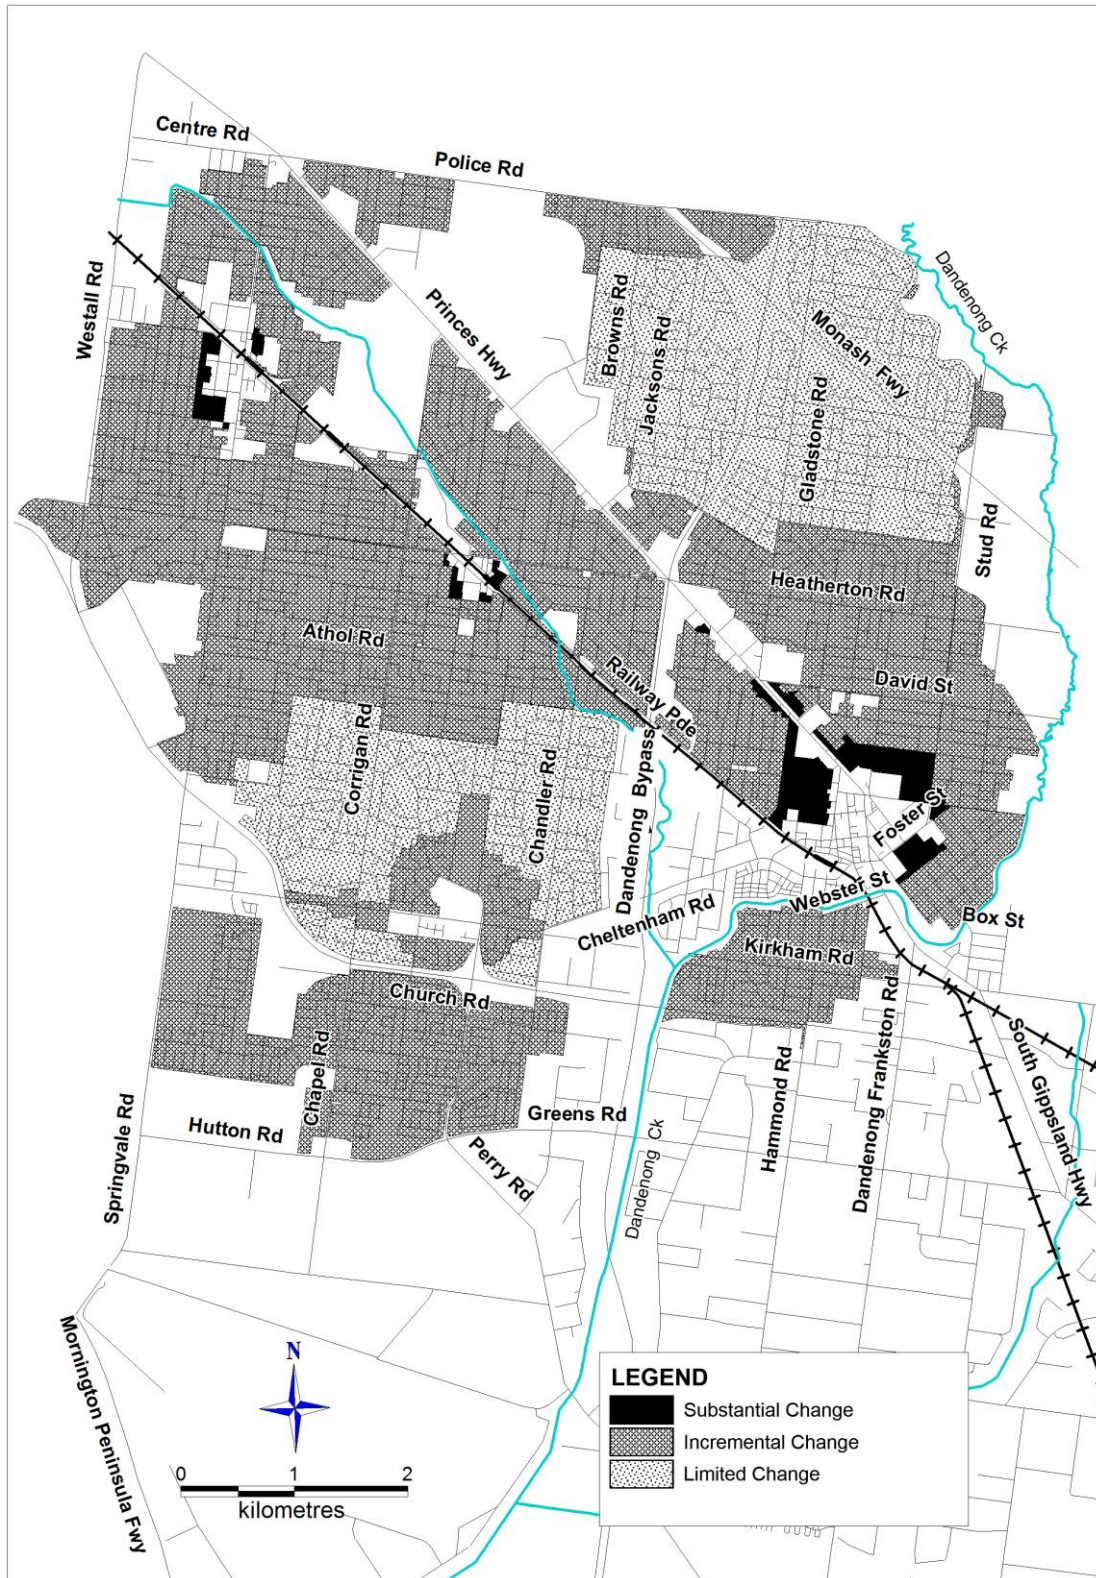 Centre Rd
Police Rd
Dandenong Ck
Westall Rd
Princes Hwy
Browns Rd
Jacksons Rd
Monash Fwy
Gladstone Rd
Stud Rd
Heatherton Rd
Athol Rd
David St
Railway Pde
Corrigan Rd
Chandler Rd
Dandenong Bypass
Foster St
Webster St
Box St
Cheltenham Rd
Kirkham Rd
Church Rd
Chapel Rd
Dandenong Frankston Rd
South Gippsland Hwy
Hammond Rd
Greens Rd
Hutton Rd
Springvale Rd
Perry Rd
Dandenong Ck
Mornington Peninsula Fwy
N
0 1 2
kilometres
LEGEND
Substantial Change
Incremental Change
Limited Change